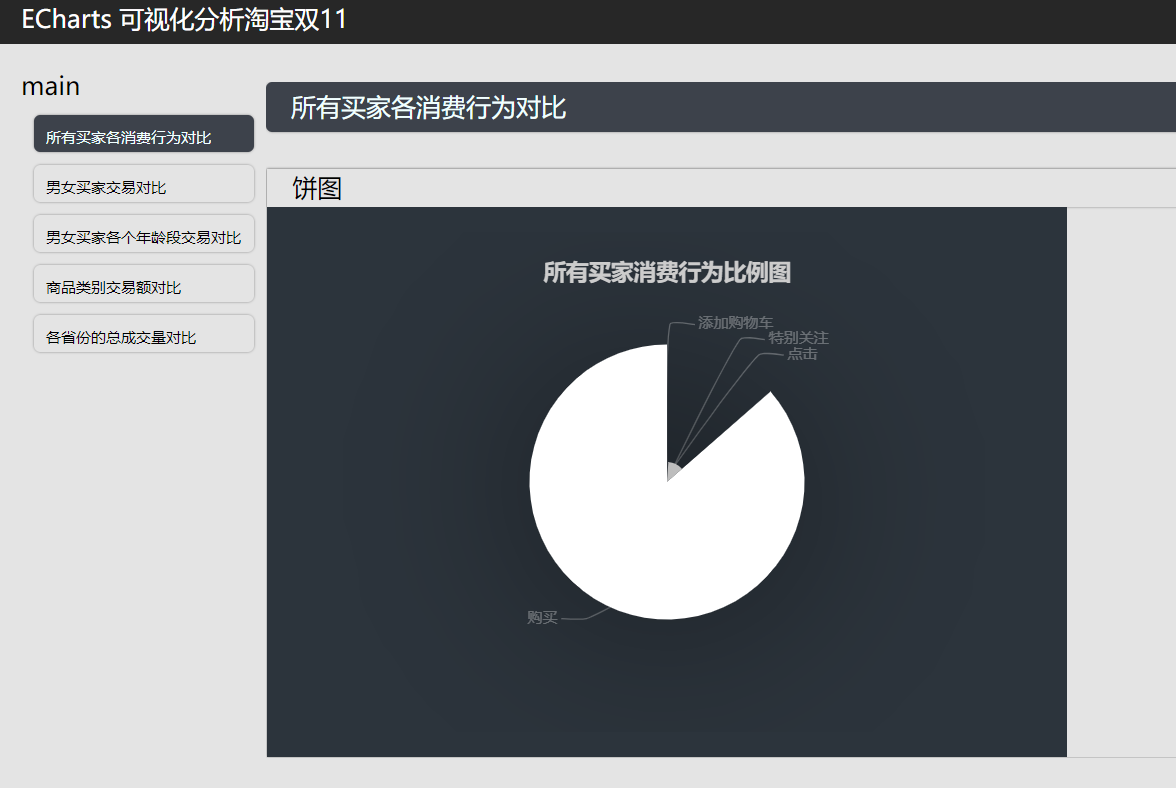 ECharts 可视化分析淘宝双11
main
所有买家各消费行为对比
男女买家交易对比
男女买家各个年龄段交易对比
商品类别交易额对比
各省份的总成交量对比
所有买家各消费行为对比
饼图
所有买家消费行为比例图
添加购物车
特别关注
点击
购买